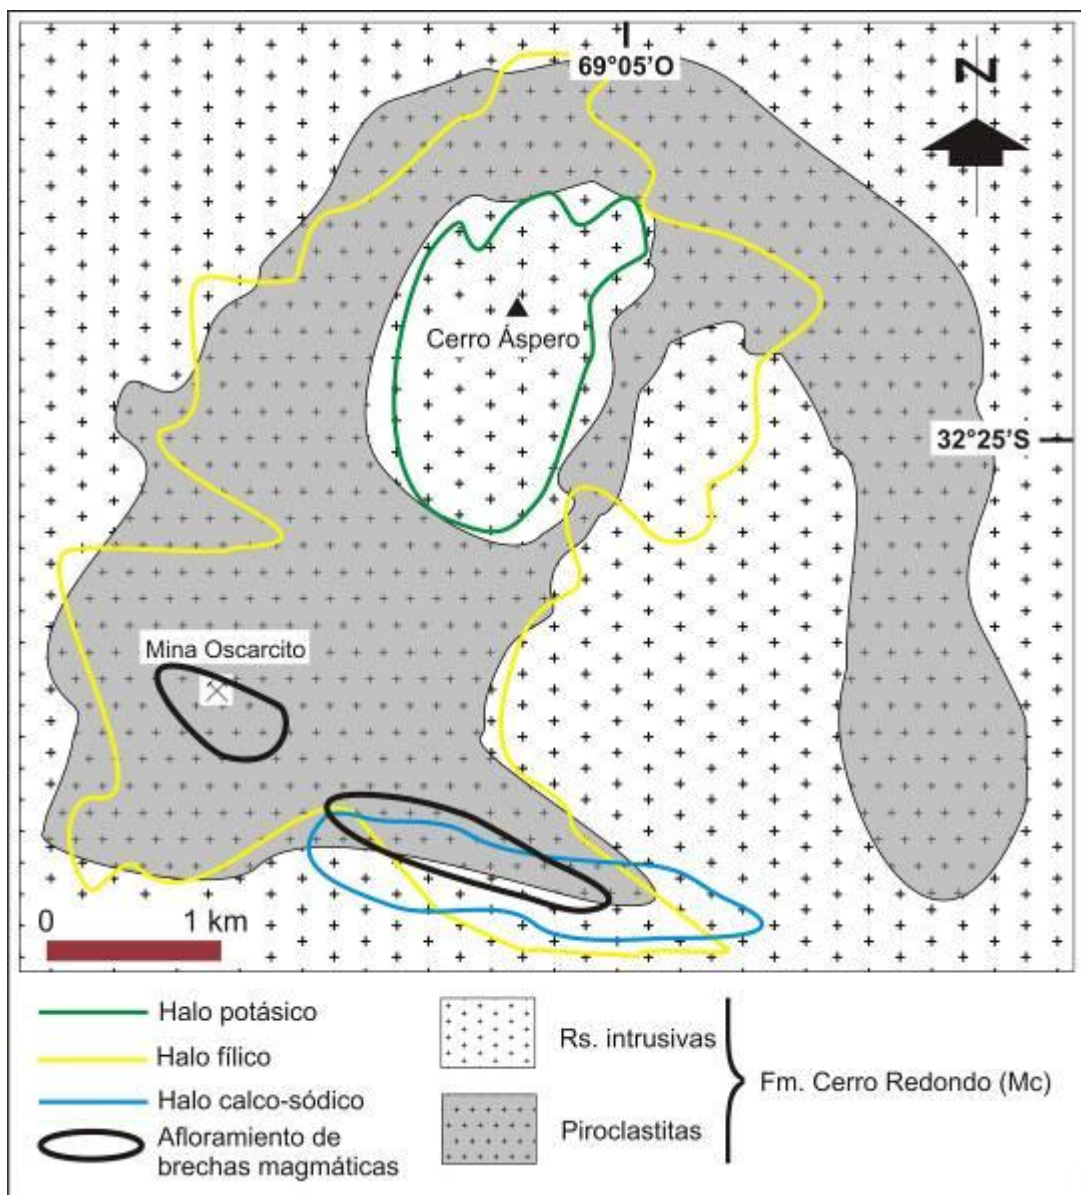 69°05'O
N
Cerro Áspero
32°25'S
Mina Oscarcito
0 1 km
Halo potásico
Halo fílico
Halo calco-sódico
Afloramiento de
brechas magmáticas
Rs. intrusivas
Piroclastitas
Fm. Cerro Redondo (Mc)